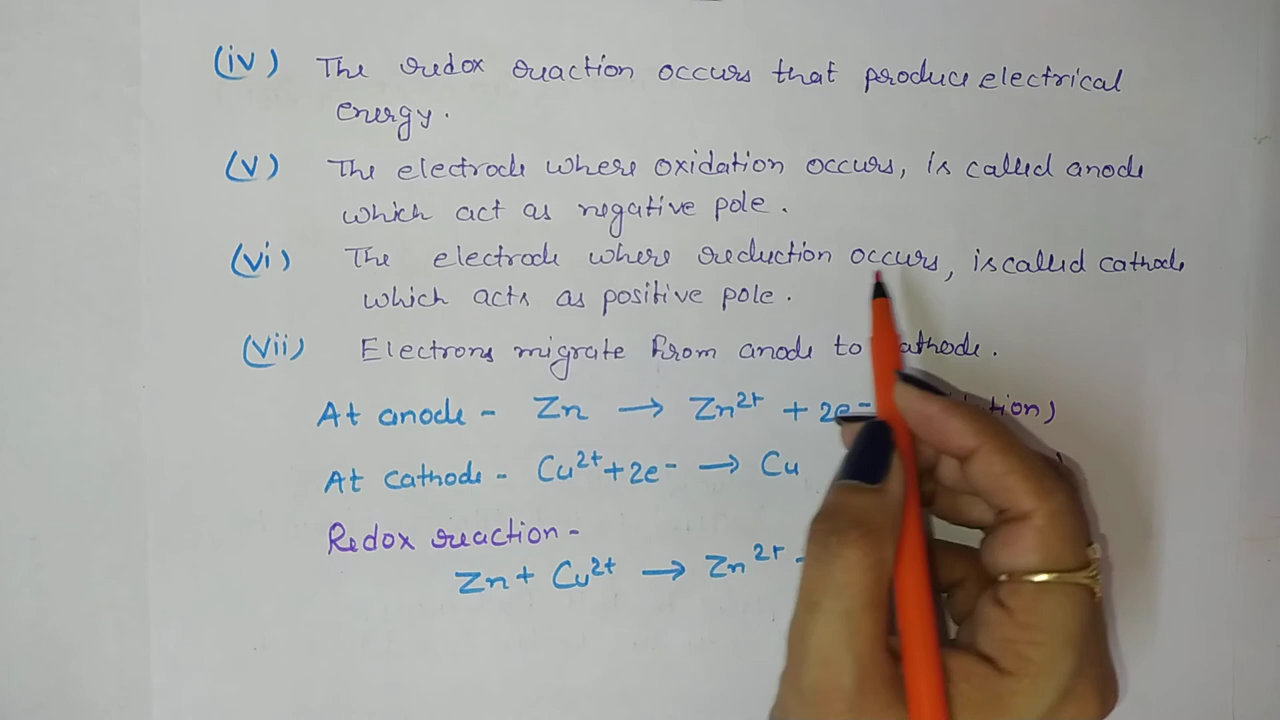 (iv) The redox reaction occurs that produce electrical
energy.
(v) The electrode where oxidation occurs, is called anode
which act as negative pole.
(vi) The electrode where reduction occurs, is called cathode
which acts as positive pole.
(vii) Electrons migrate from anode to cathode.
At anode - Zn → Zn²⁺ + 2e⁻
At cathode - Cu²⁺ + 2e⁻ → Cu
Redox reaction -
Zn + Cu²⁺ → Zn²⁺